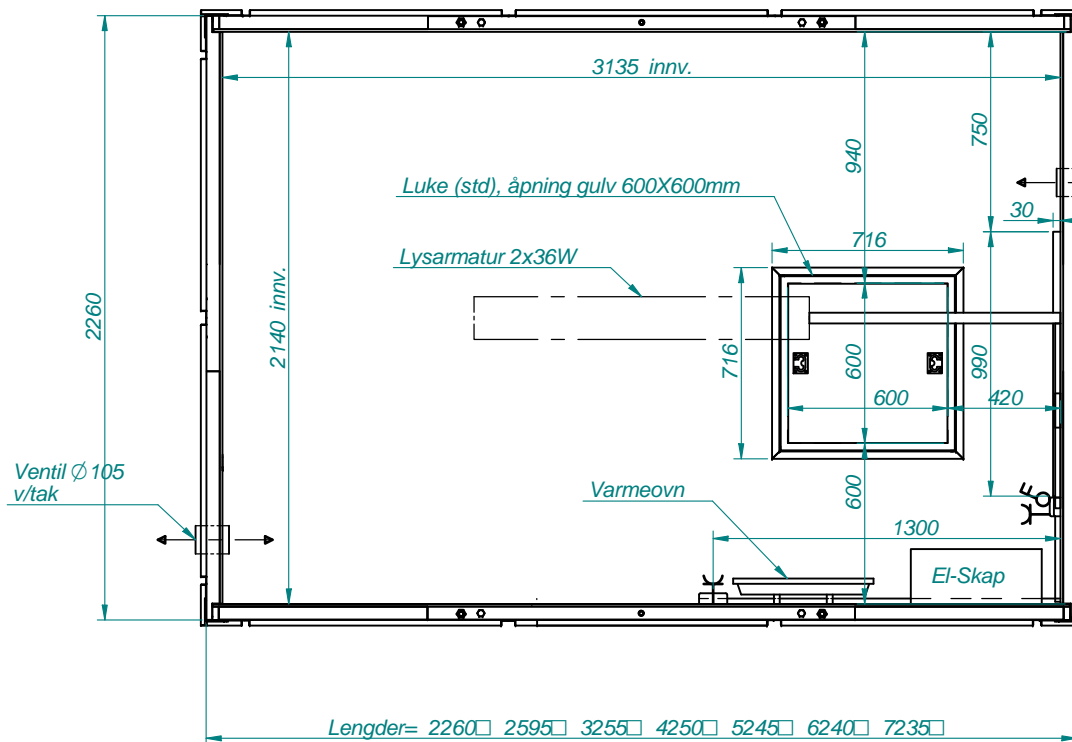 3135 innv.
750
940
Luke (std), åpning gulv 600X600mm
30
716
Lysarmatur 2x36W
2260
2140 innv.
716
600
990
600
420
Ventil Ø105
v/tak
Varmeovn
600
1300
El-Skap
Lengder= 2260□ 2595□ 3255□ 4250□ 5245□ 6240□ 7235□